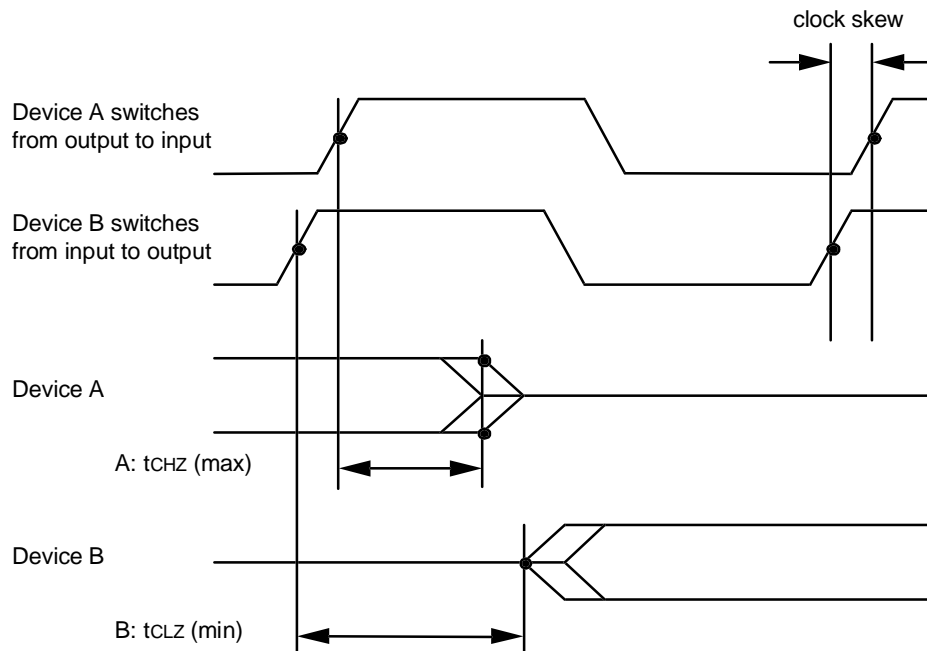 clock skew
Device A switches
from output to input
Device B switches
from input to output
Device A
A: tCHZ (max)
Device B
B: tCLZ (min)